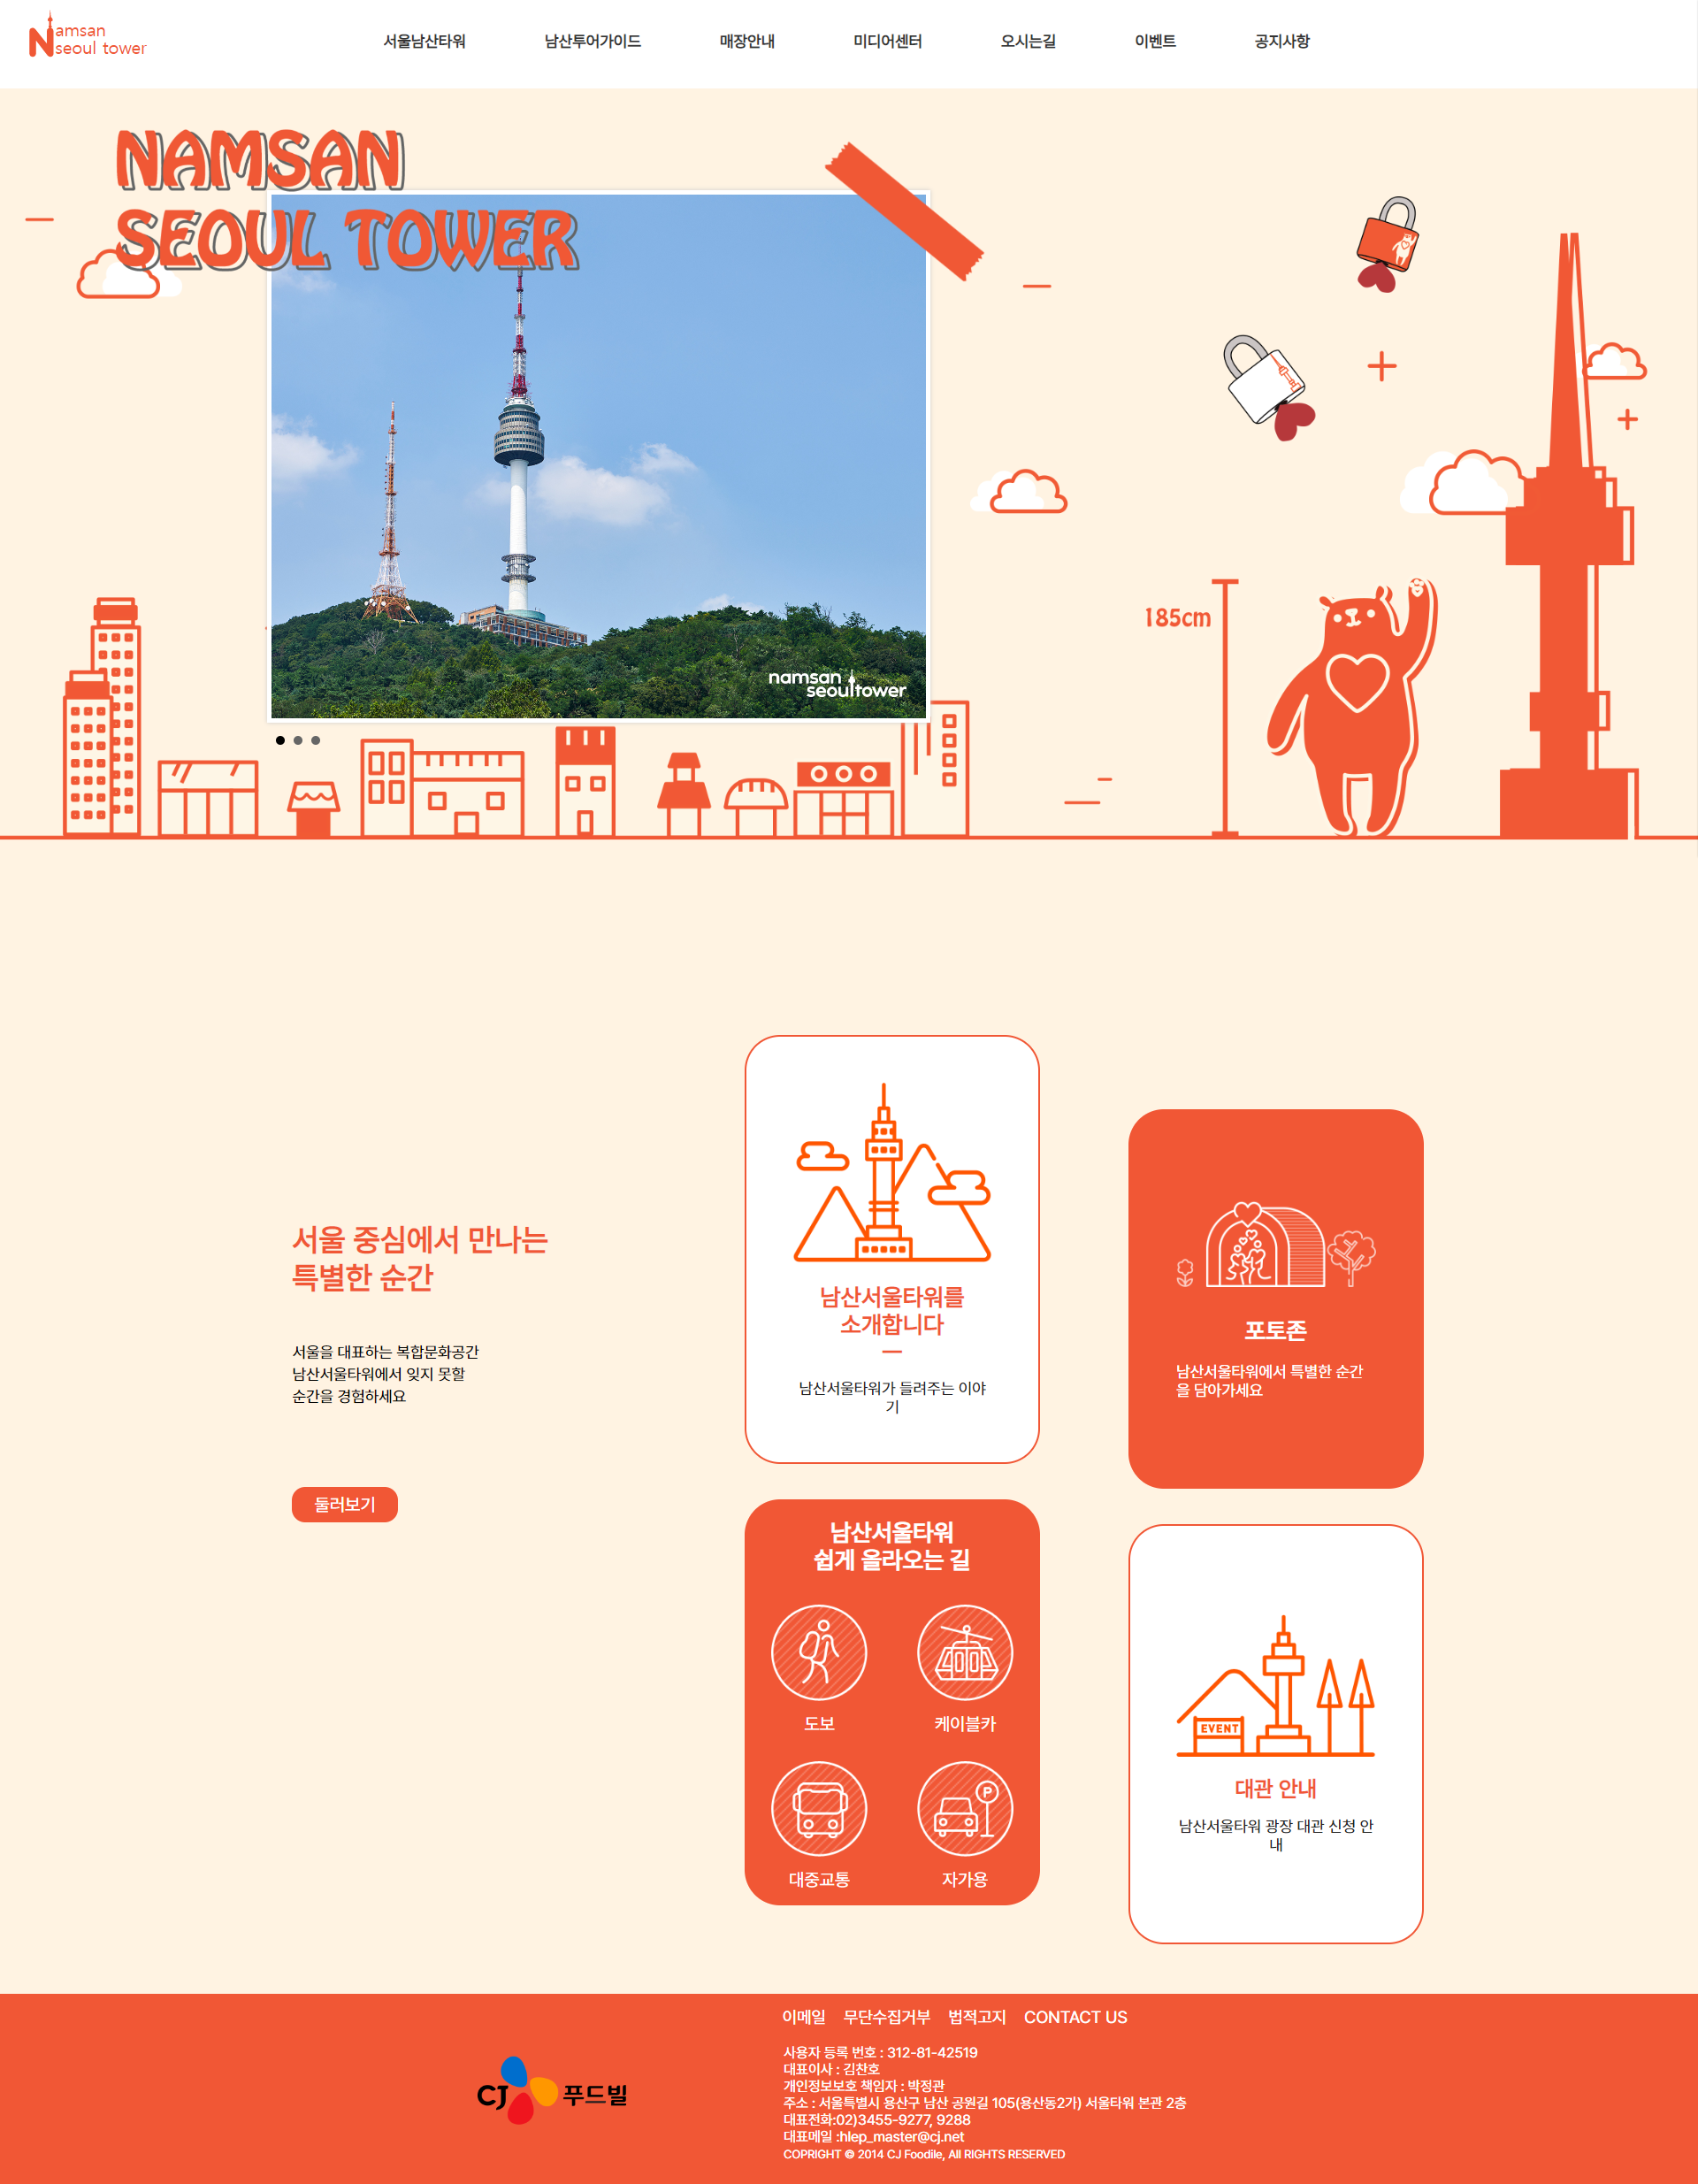 Namsan
seoul tower
서울남산타워
남산투어가이드
매장안내
미디어센터
오시는길
이벤트
공지사항
NAMSAN
SEOUL TOWER
namsan
seoultower
185cm
서울 중심에서 만나는
특별한 순간
서울을 대표하는 복합문화공간
남산서울타워에서 잊지 못할
순간을 경험하세요
둘러보기
남산서울타워를
소개합니다
남산서울타워가 들려주는 이야
기
포토존
남산서울타워에서 특별한 순간
을 담아가세요
남산서울타워
쉽게 올라오는 길
도보
케이블카
P
대중교통
자가용
EVENT
대관 안내
남산서울타워 광장 대관 신청 안
내
CJ 푸드빌
이메일 무단수집거부 법적고지 CONTACT US
사용자 등록 번호 : 312-81-42519
대표이사 : 김찬호
개인정보보호 책임자 : 박정관
주소 : 서울특별시 용산구 남산 공원길 105(용산동2가) 서울타워 본관 2층
대표전화:02)3455-9277, 9288
대표메일 :hlep_master@cj.net
COPRIGHT © 2014 CJ Foodile, All RIGHTS RESERVED